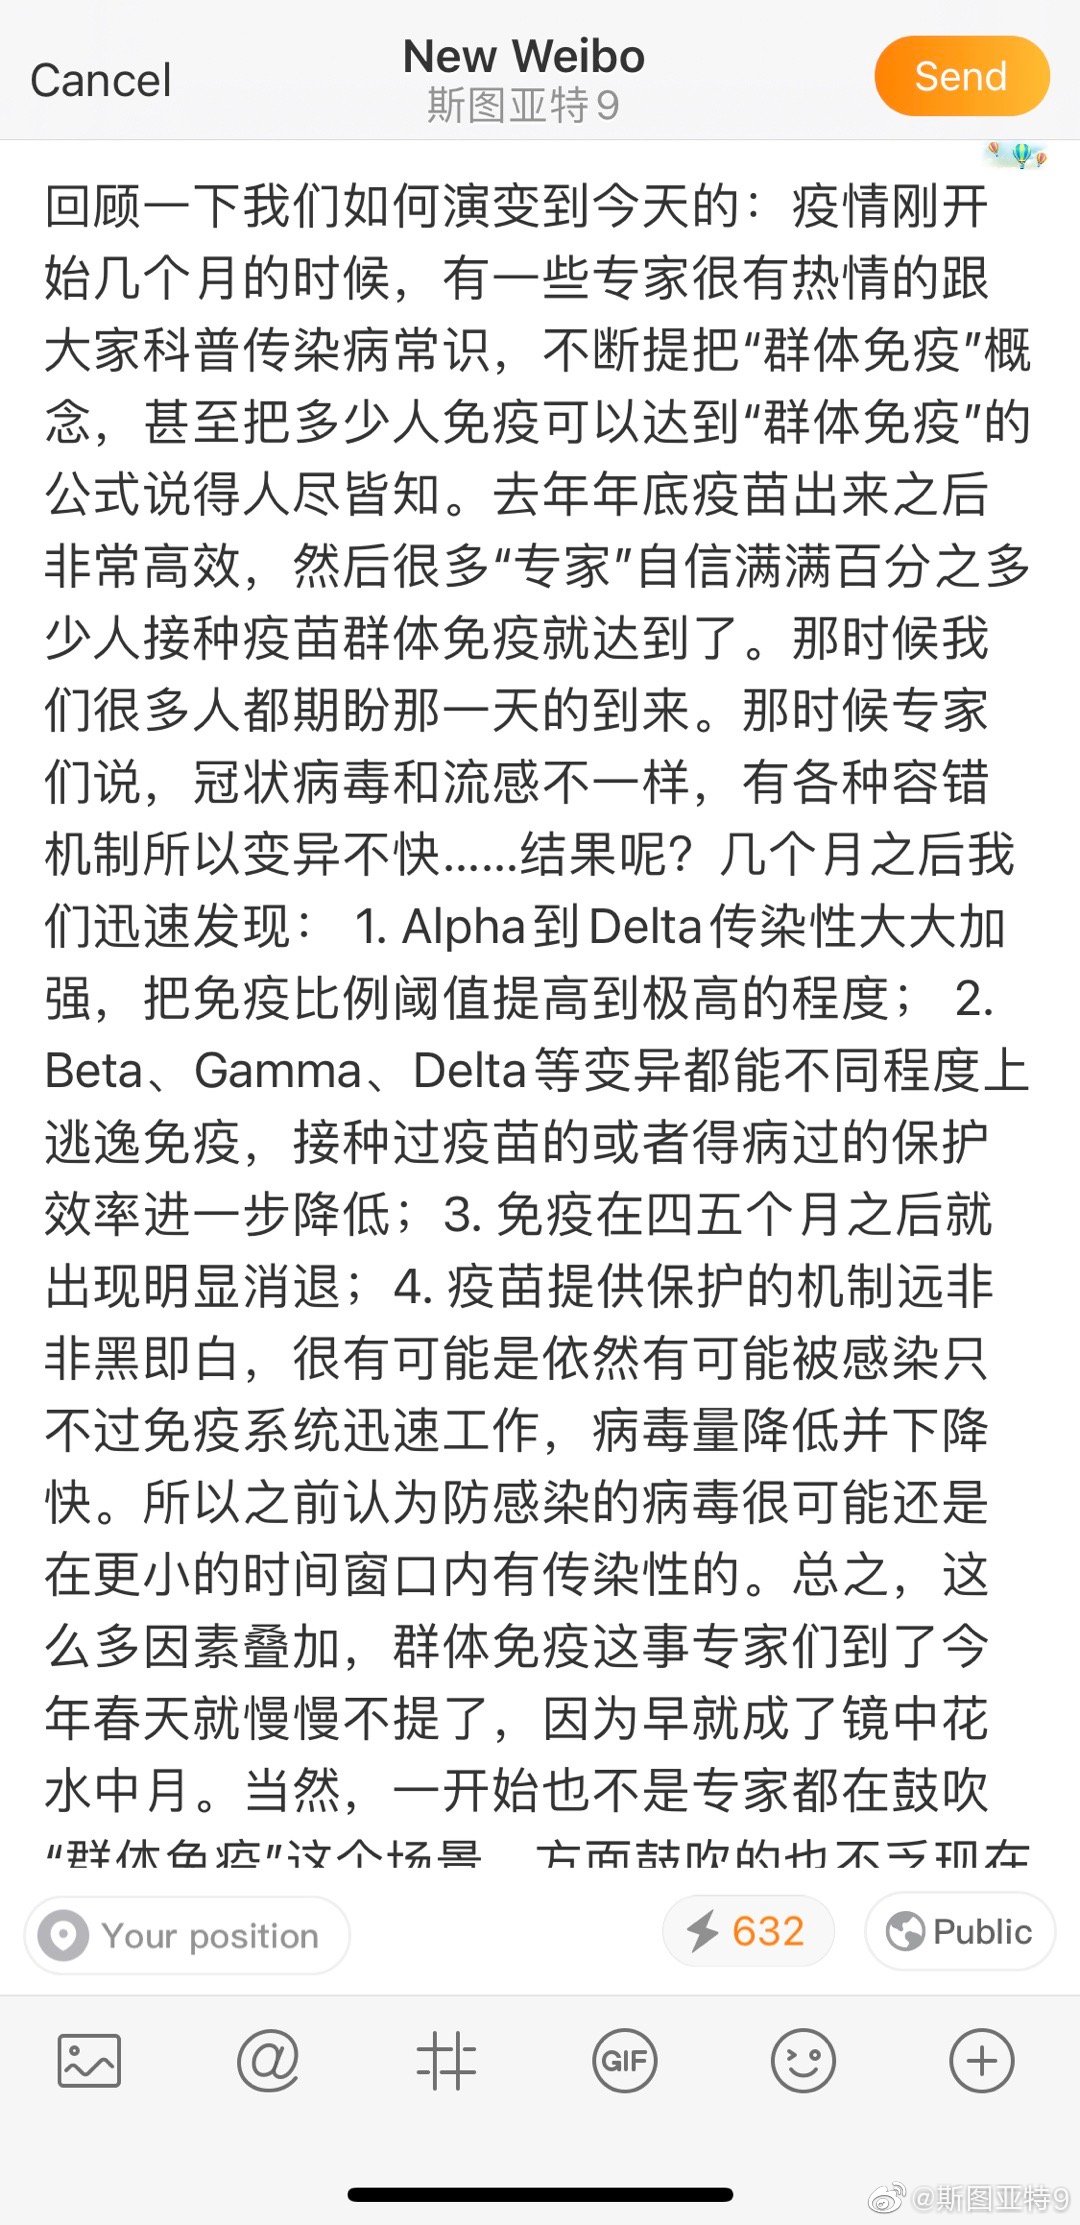 Cancel
New Weibo
斯图亚特9
Send
回顾一下我们如何演变到今天的：疫情刚开
始几个月的时候，有一些专家很有热情的跟
大家科普传染病常识，不断提把“群体免疫”概
念，甚至把多少人免疫可以达到“群体免疫”的
公式说得人尽皆知。去年年底疫苗出来之后
非常高效，然后很多“专家”自信满满百分之多
少人接种疫苗群体免疫就达到了。那时候我
们很多人都期盼那一天的到来。那时候专家
们说，冠状病毒和流感不一样，有各种容错
机制所以变异不快……结果呢？几个月之后我
们迅速发现： 1. Alpha到Delta传染性大大加
强，把免疫比例阈值提高到极高的程度； 2.
Beta、Gamma、Delta等变异都能不同程度上
逃逸免疫，接种过疫苗的或者得病过的保护
效率进一步降低；3. 免疫在四五个月之后就
出现明显消退；4. 疫苗提供保护的机制远非
非黑即白，很有可能是依然有可能被感染只
不过免疫系统迅速工作，病毒量降低并下降
快。所以之前认为防感染的病毒很可能还是
在更小的时间窗口内有传染性的。总之，这
么多因素叠加，群体免疫这事专家们到了今
年春天就慢慢不提了，因为早就成了镜中花
水中月。当然，一开始也不是专家都在鼓吹
“群体免疫”这个场景，方面鼓吹的也不乏现在
Your position
632
Public
GIF
@斯图亚特9